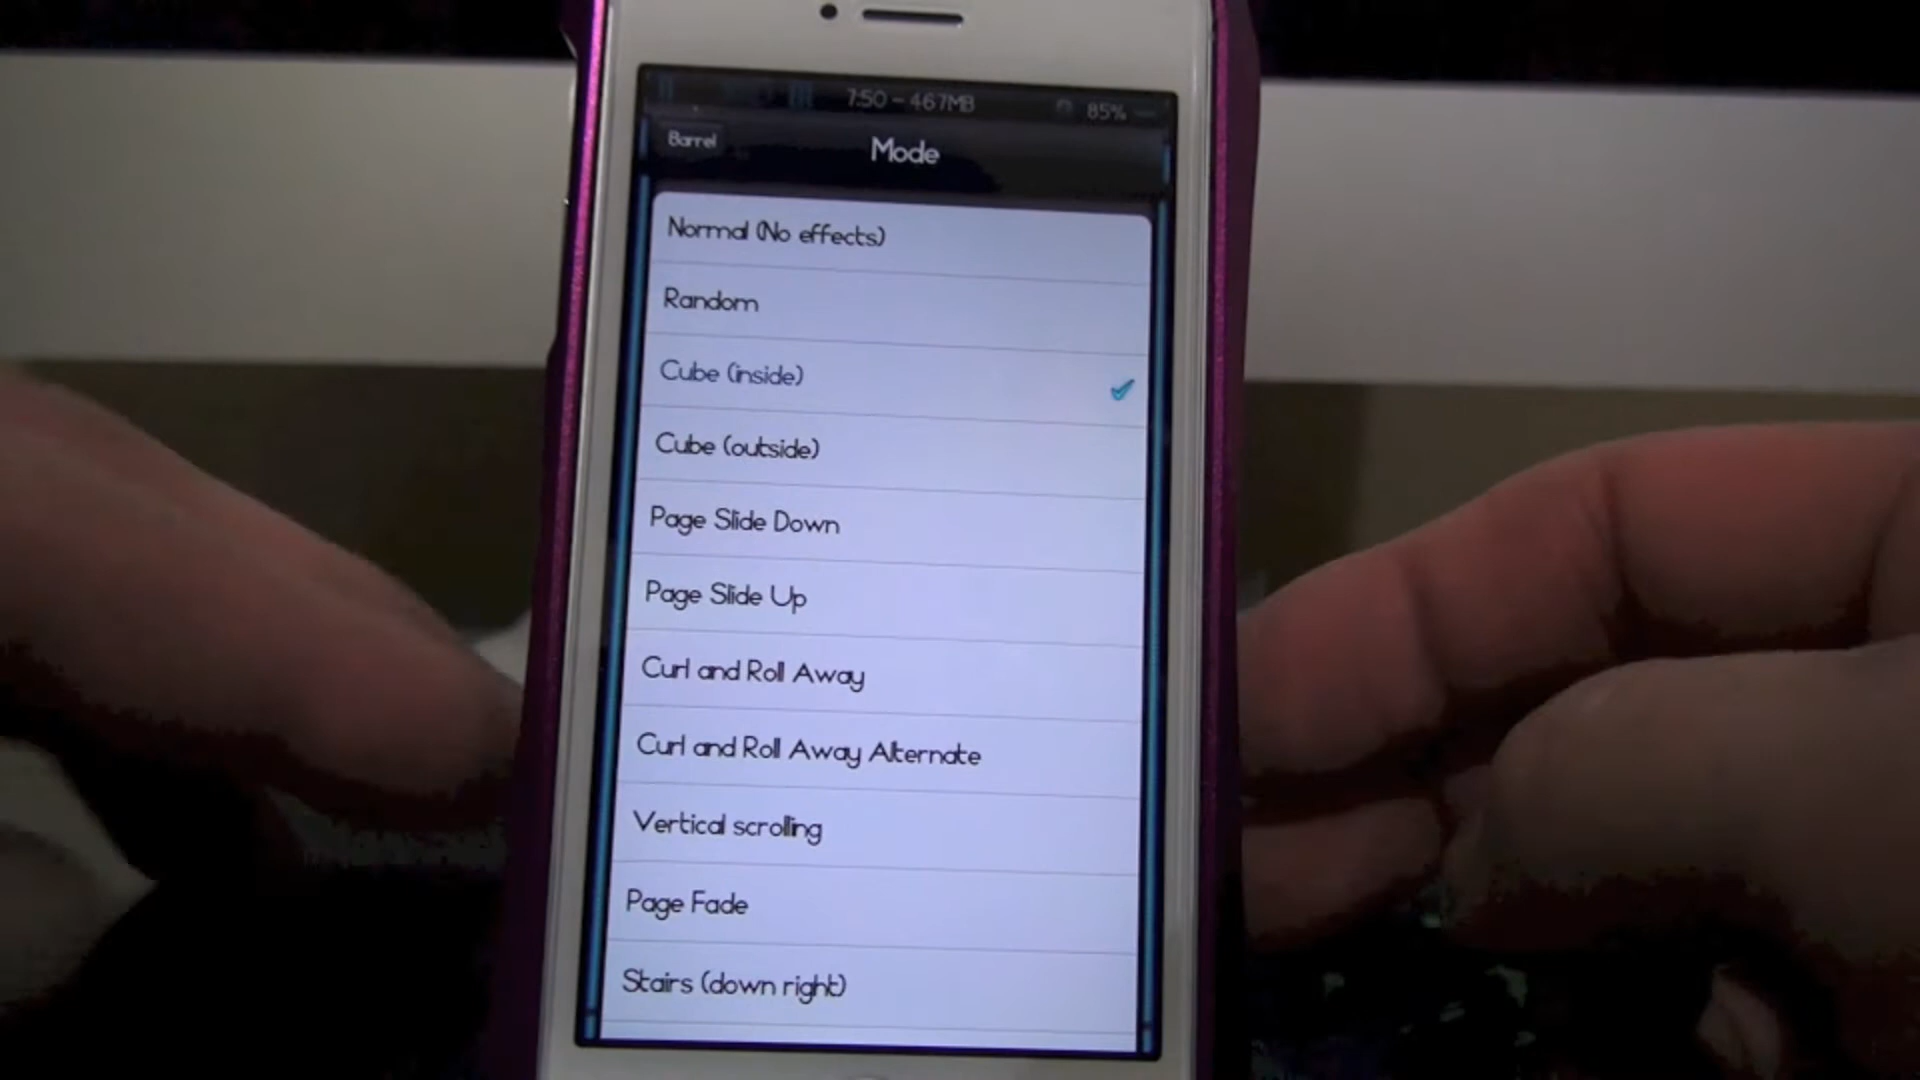 7:50 - 467MB 85%
Barrel Mode
Normal (No effects)
Random
Cube (inside)
Cube (outside)
Page Slide Down
Page Slide Up
Curl and Roll Away
Curl and Roll Away Alternate
Vertical scrolling
Page Fade
Stairs (down right)